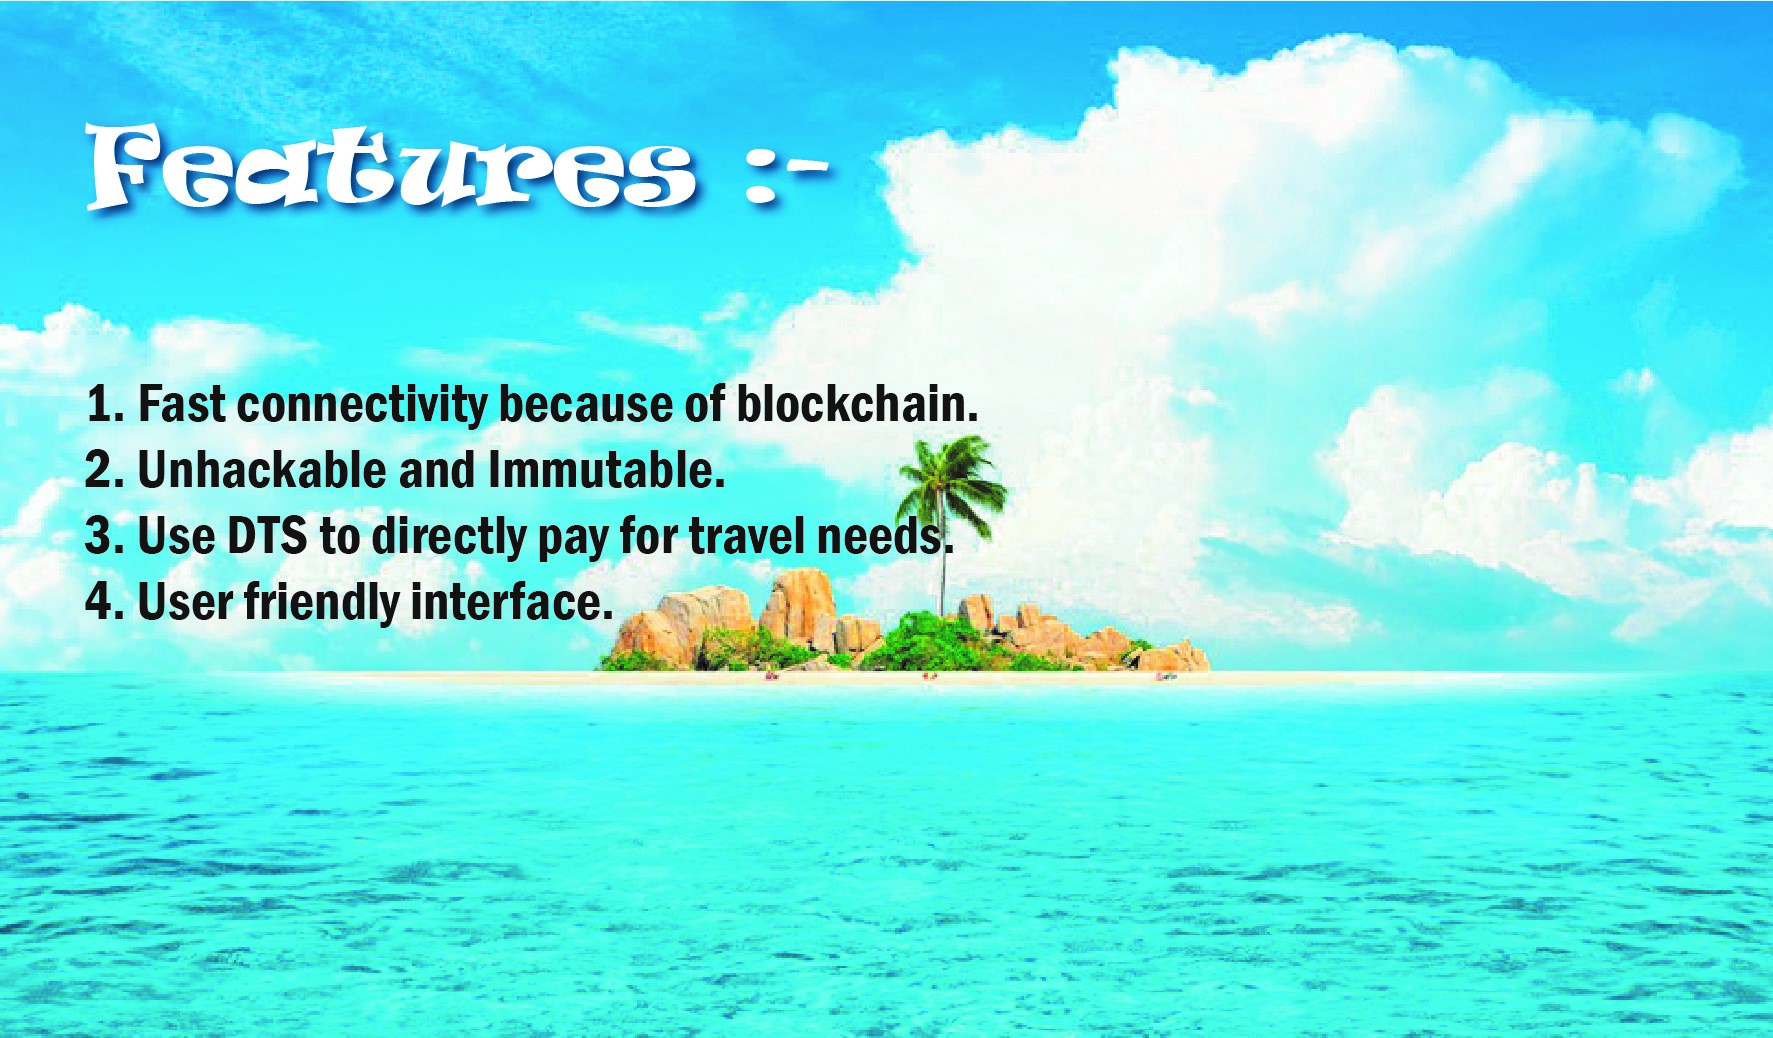 Features :-
1. Fast connectivity because of blockchain.
2. Unhackable and Immutable.
3. Use DTS to directly pay for travel needs.
4. User friendly interface.